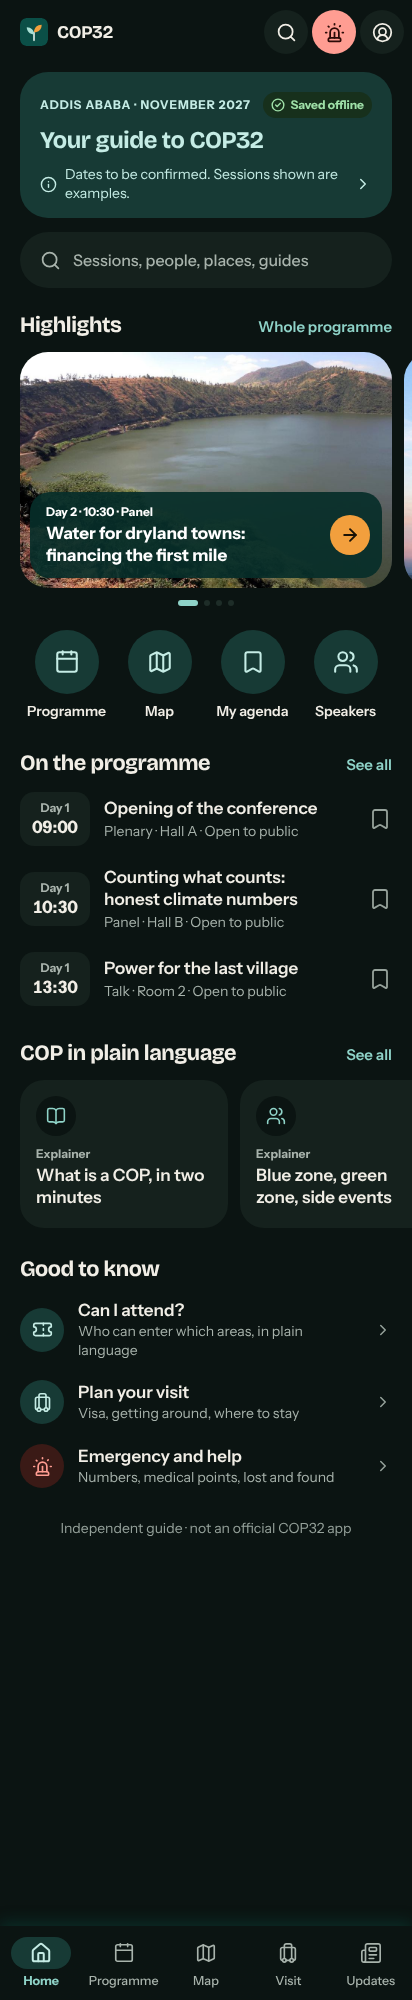 COP32
ADDIS ABABA · NOVEMBER 2027
Saved offline
Your guide to COP32
Dates to be confirmed. Sessions shown are
examples.
Sessions, people, places, guides
Highlights
Whole programme
Day 2 · 10:30 · Panel
Water for dryland towns:
financing the first mile
Programme
Map
My agenda
Speakers
On the programme
See all
Day 1
09:00
Opening of the conference
Plenary · Hall A · Open to public
Day 1
10:30
Counting what counts:
honest climate numbers
Panel · Hall B · Open to public
Day 1
13:30
Power for the last village
Talk · Room 2 · Open to public
COP in plain language
See all
Explainer
What is a COP, in two
minutes
Explainer
Blue zone, green
zone, side events
Good to know
Can I attend?
Who can enter which areas, in plain
language
Plan your visit
Visa, getting around, where to stay
Emergency and help
Numbers, medical points, lost and found
Independent guide · not an official COP32 app
Home
Programme
Map
Visit
Updates